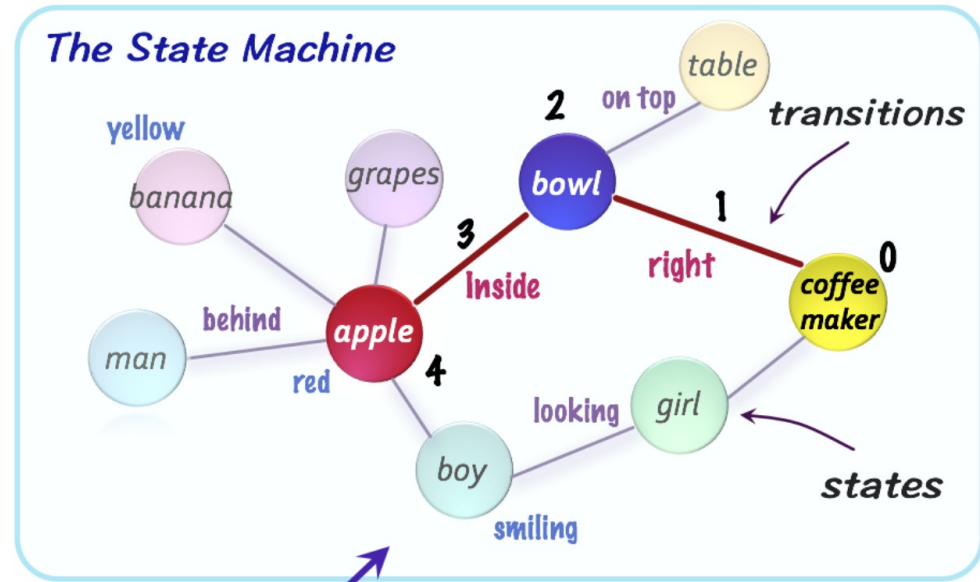 The State Machine
table
on top
2
transitions
yellow
grapes
bowl
banana
1
3
right
0
Inside
coffee
maker
behind
apple
man
red
4
looking
girl
boy
states
smiling